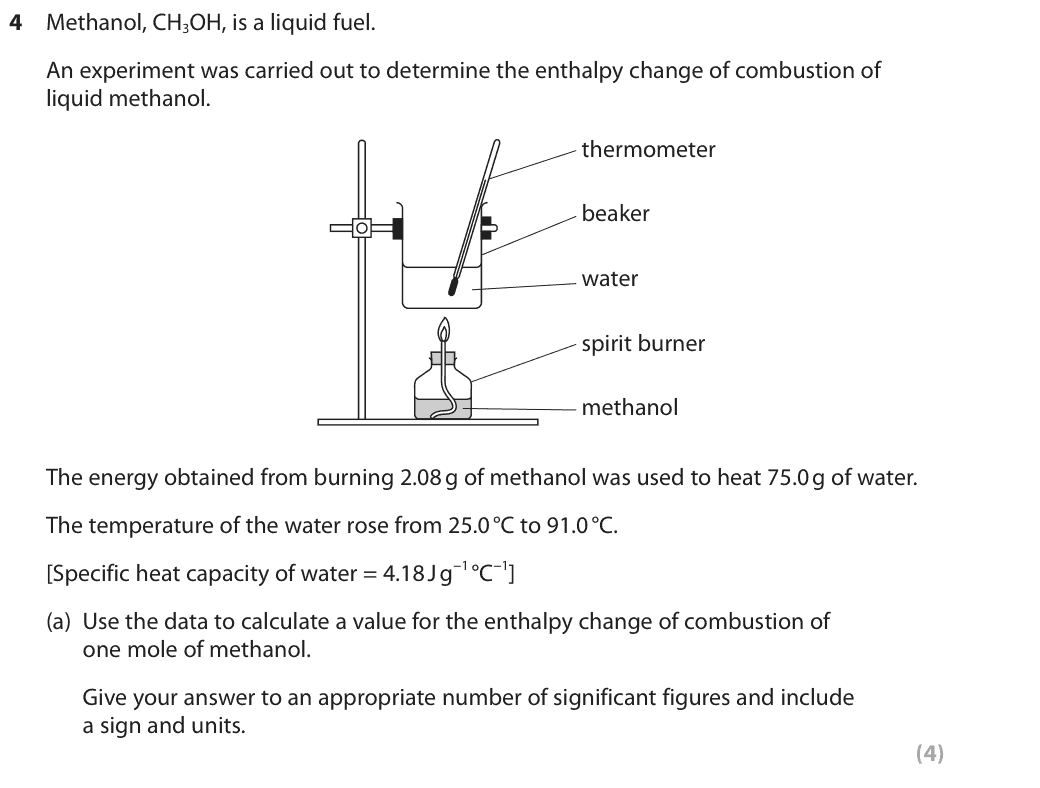 4 Methanol, CH₃OH, is a liquid fuel.
An experiment was carried out to determine the enthalpy change of combustion of
liquid methanol.
thermometer
beaker
water
spirit burner
methanol
The energy obtained from burning 2.08 g of methanol was used to heat 75.0 g of water.
The temperature of the water rose from 25.0 °C to 91.0 °C.
[Specific heat capacity of water = 4.18 J g⁻¹ °C⁻¹]
(a) Use the data to calculate a value for the enthalpy change of combustion of
one mole of methanol.
Give your answer to an appropriate number of significant figures and include
a sign and units.
(4)